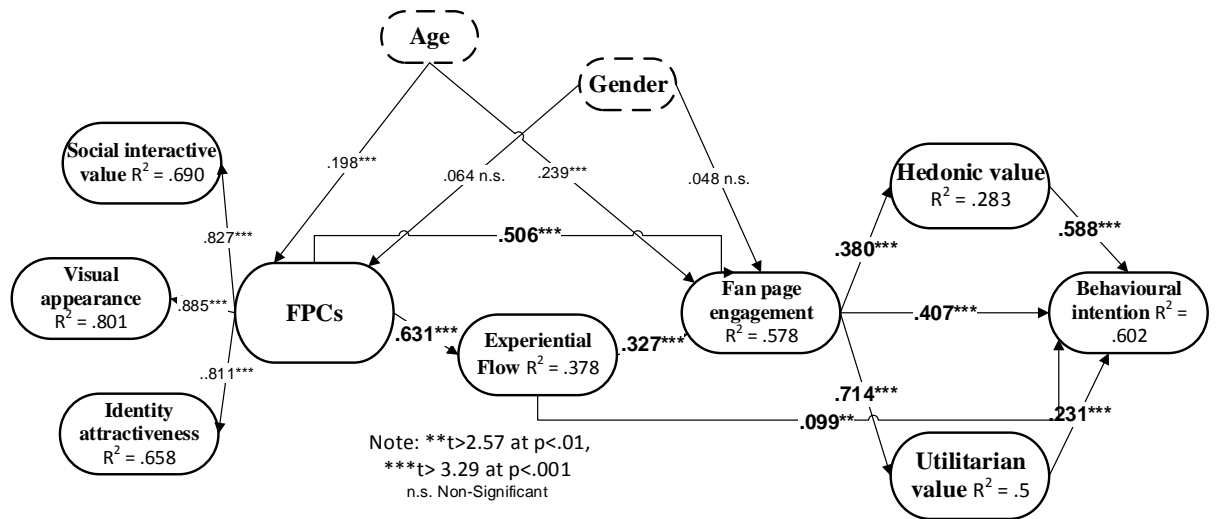 Age
Gender
Social interactive
value R² = .690
.198***
.064 n.s.
.239***
.048 n.s.
Hedonic value
R² = .283
.827***
.506***
.380***
.588***
Visual
appearance
R² = .801
.885***
FPCs
Fan page
engagement
R² = .578
.407***
Behavioural
intention R² =
.602
.631***
Experiential
Flow R² = .378
.327***
..811***
.714***
.099**
.231***
Identity
attractiveness
R² = .658
Note: **t>2.57 at p<.01,
***t> 3.29 at p<.001
n.s. Non-Significant
Utilitarian
value R² = .5